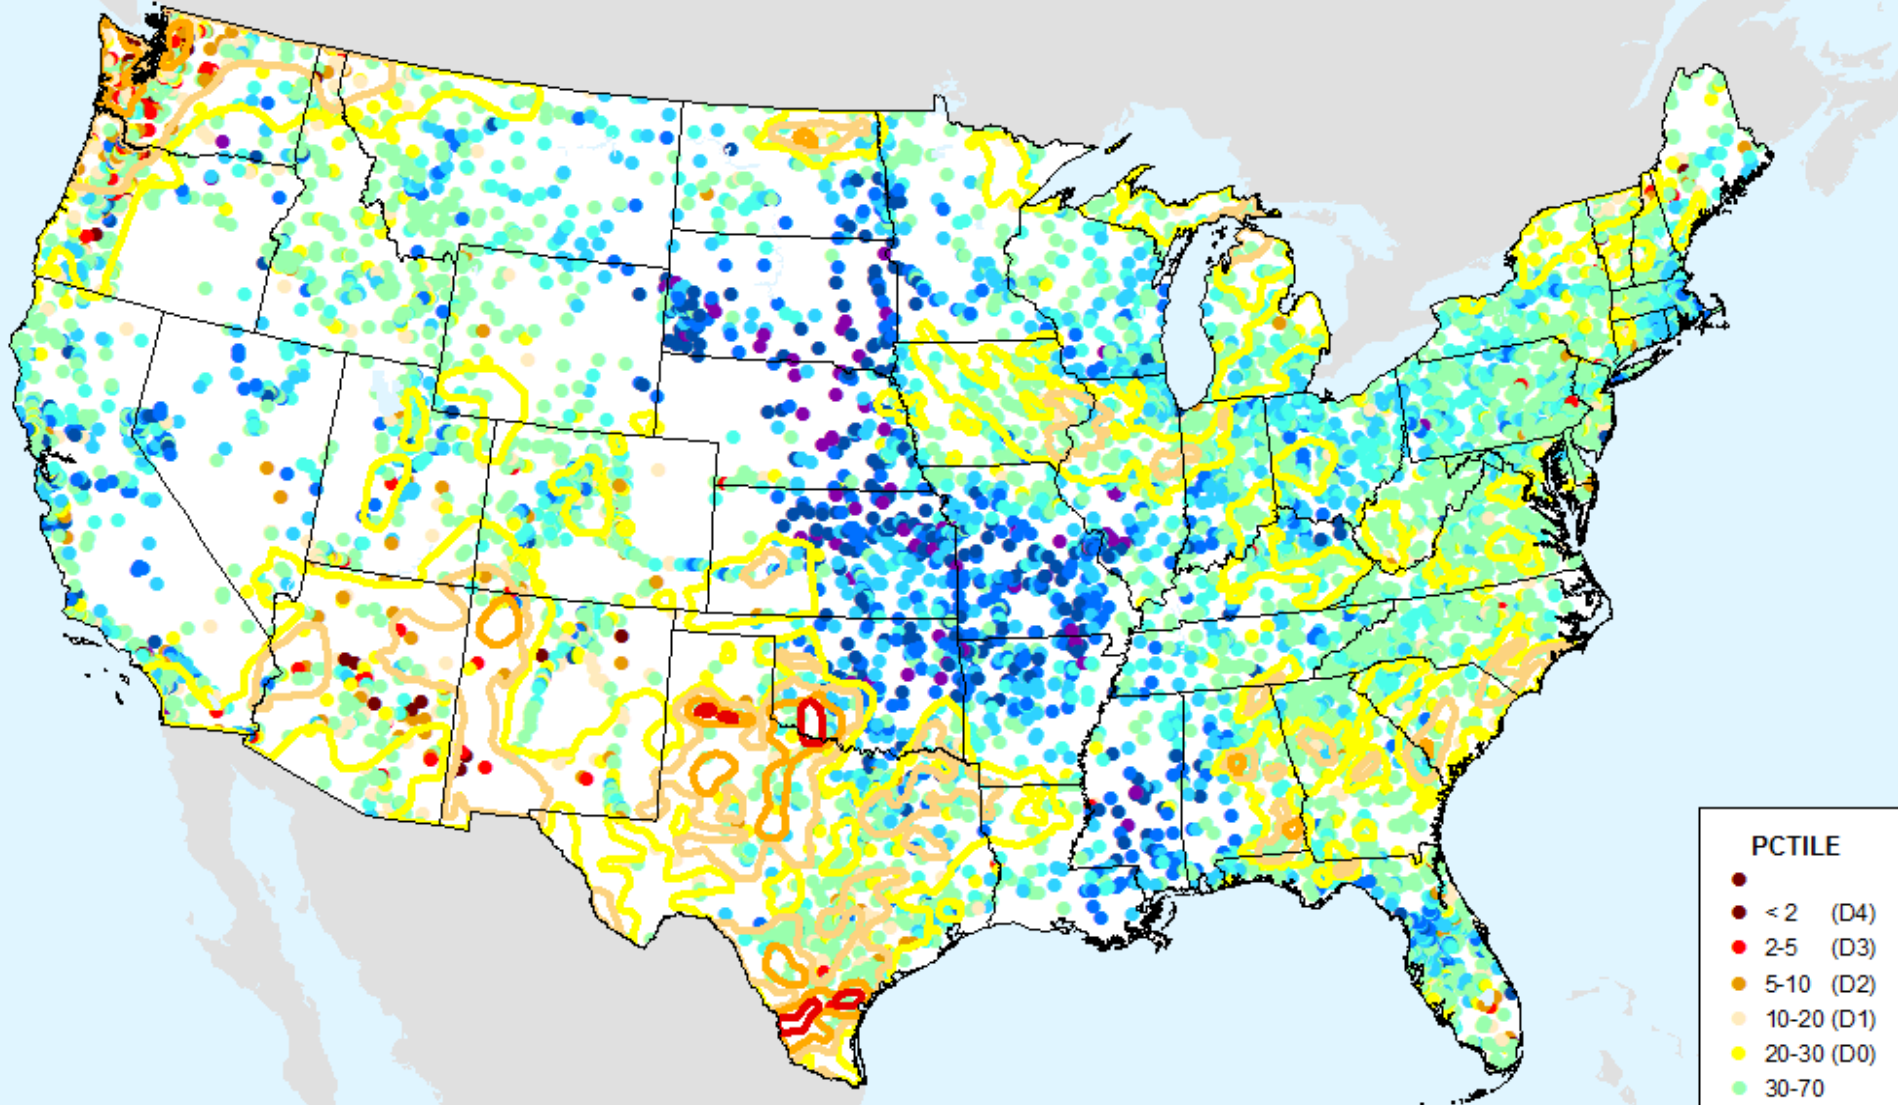 PCTILE
< 2 (D4)
2-5 (D3)
5-10 (D2)
10-20 (D1)
20-30 (D0)
30-70